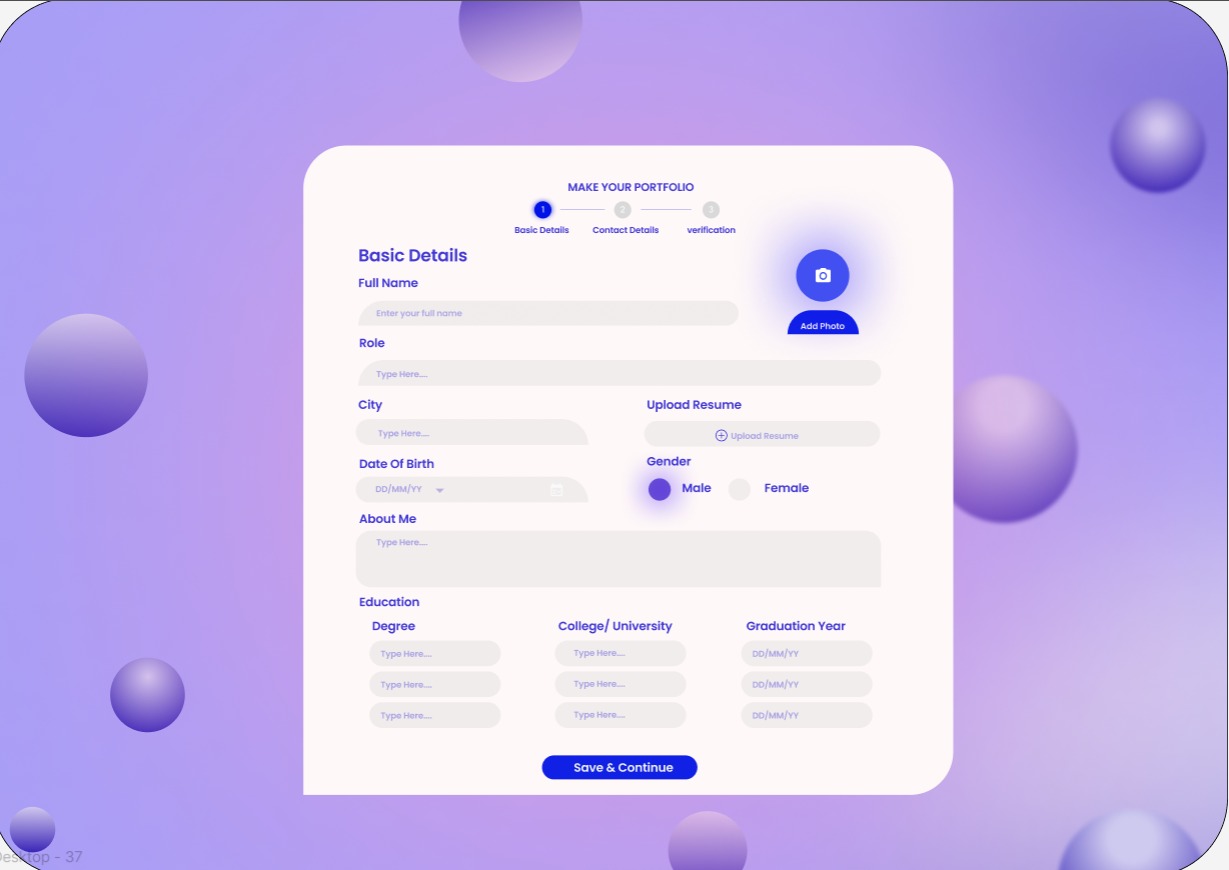 MAKE YOUR PORTFOLIO
1 2 3
Basic Details Contact Details verification
Basic Details
Full Name
Enter your full name
Add Photo
Role
Type Here....
City Upload Resume
Type Here.... Upload Resume
Date Of Birth Gender
DD/MM/YY Male Female
About Me
Type Here....
Education
Degree College/ University Graduation Year
Type Here.... Type Here.... DD/MM/YY
Type Here.... Type Here.... DD/MM/YY
Type Here.... Type Here.... DD/MM/YY
Save & Continue
Desktop - 37